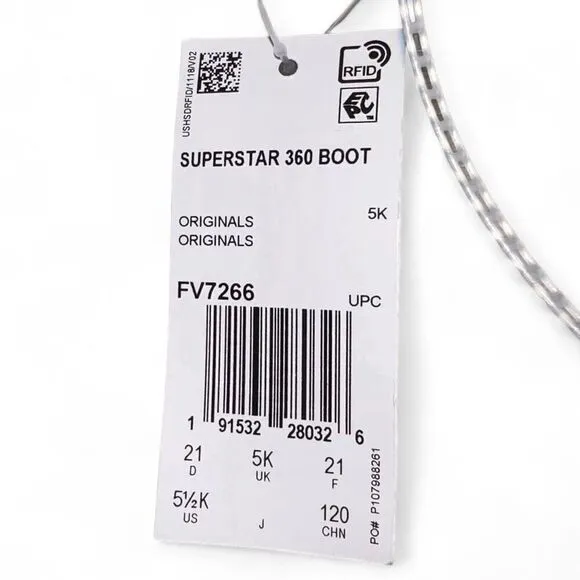 USHSDRFID/1118/V02
RFID
EPC
SUPERSTAR 360 BOOT
5K
ORIGINALS
ORIGINALS
FV7266
UPC
1 91532 28032 6
21 5K 21
D UK F
5½K 120
US J CHN
PO# P107988261